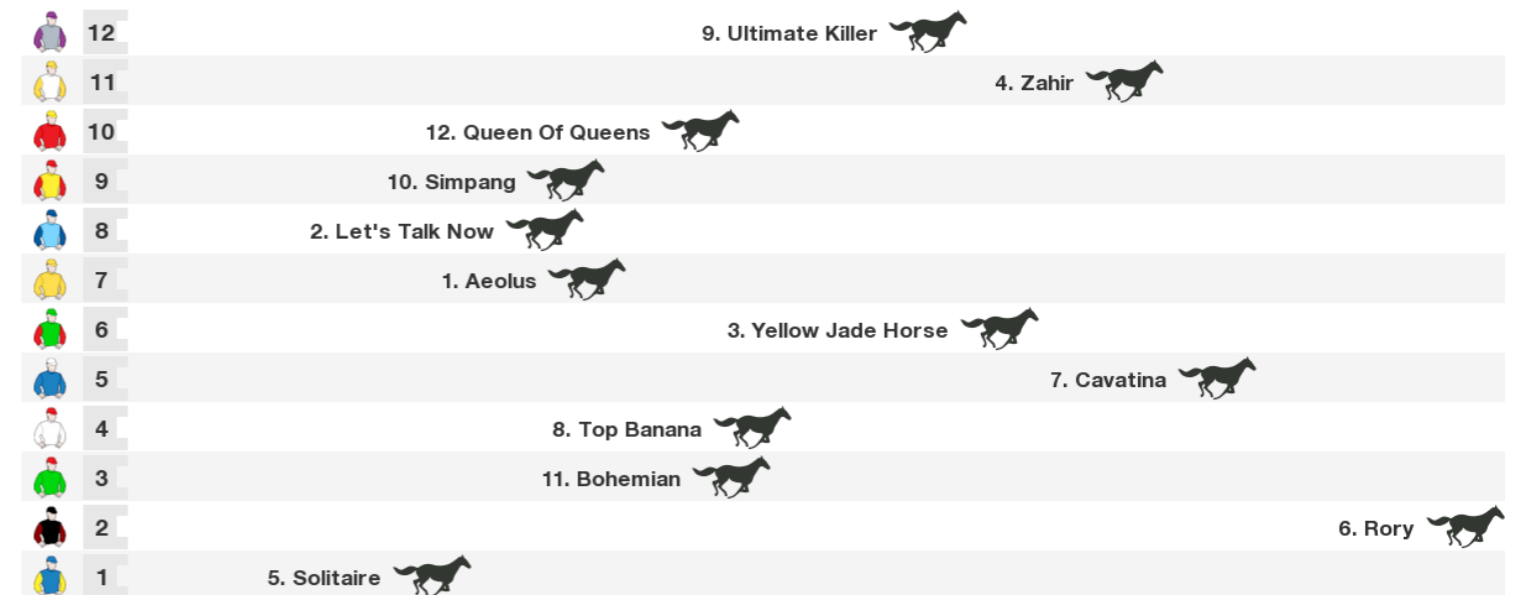 12 9. Ultimate Killer
11 4. Zahir
10 12. Queen Of Queens
9 10. Simpang
8 2. Let's Talk Now
7 1. Aeolus
6 3. Yellow Jade Horse
5 7. Cavatina
4 8. Top Banana
3 11. Bohemian
2 6. Rory
1 5. Solitaire